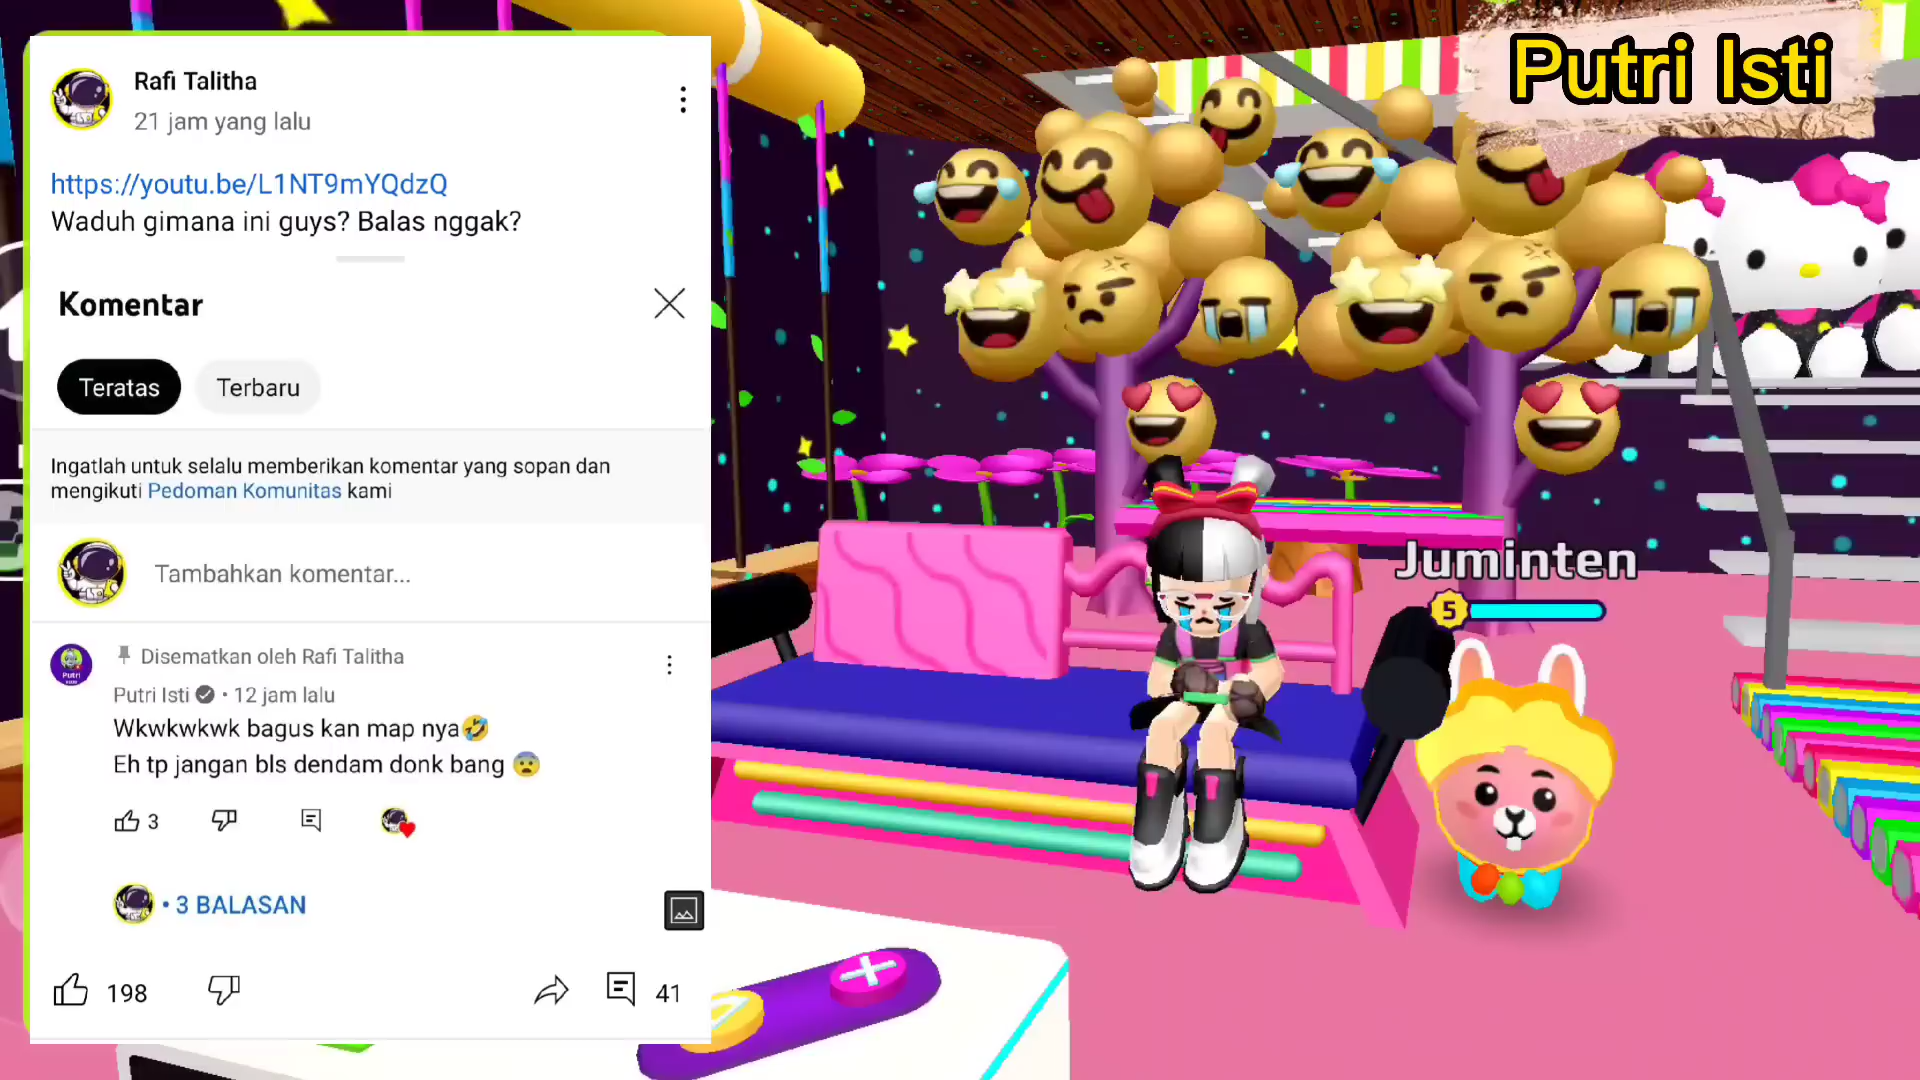 Putri Isti
Rafi Talitha
21 jam yang lalu
https://youtu.be/L1NT9mYQdzQ
Waduh gimana ini guys? Balas nggak?
Komentar
Teratas
Terbaru
Ingatlah untuk selalu memberikan komentar yang sopan dan
mengikuti Pedoman Komunitas kami
Tambahkan komentar...
Disematkan oleh Rafi Talitha
Putri Isti • 12 jam lalu
Wkwkwkwk bagus kan map nya🤣
Eh tp jangan bls dendam donk bang 😨
3
• 3 BALASAN
198
41
Juminten
5